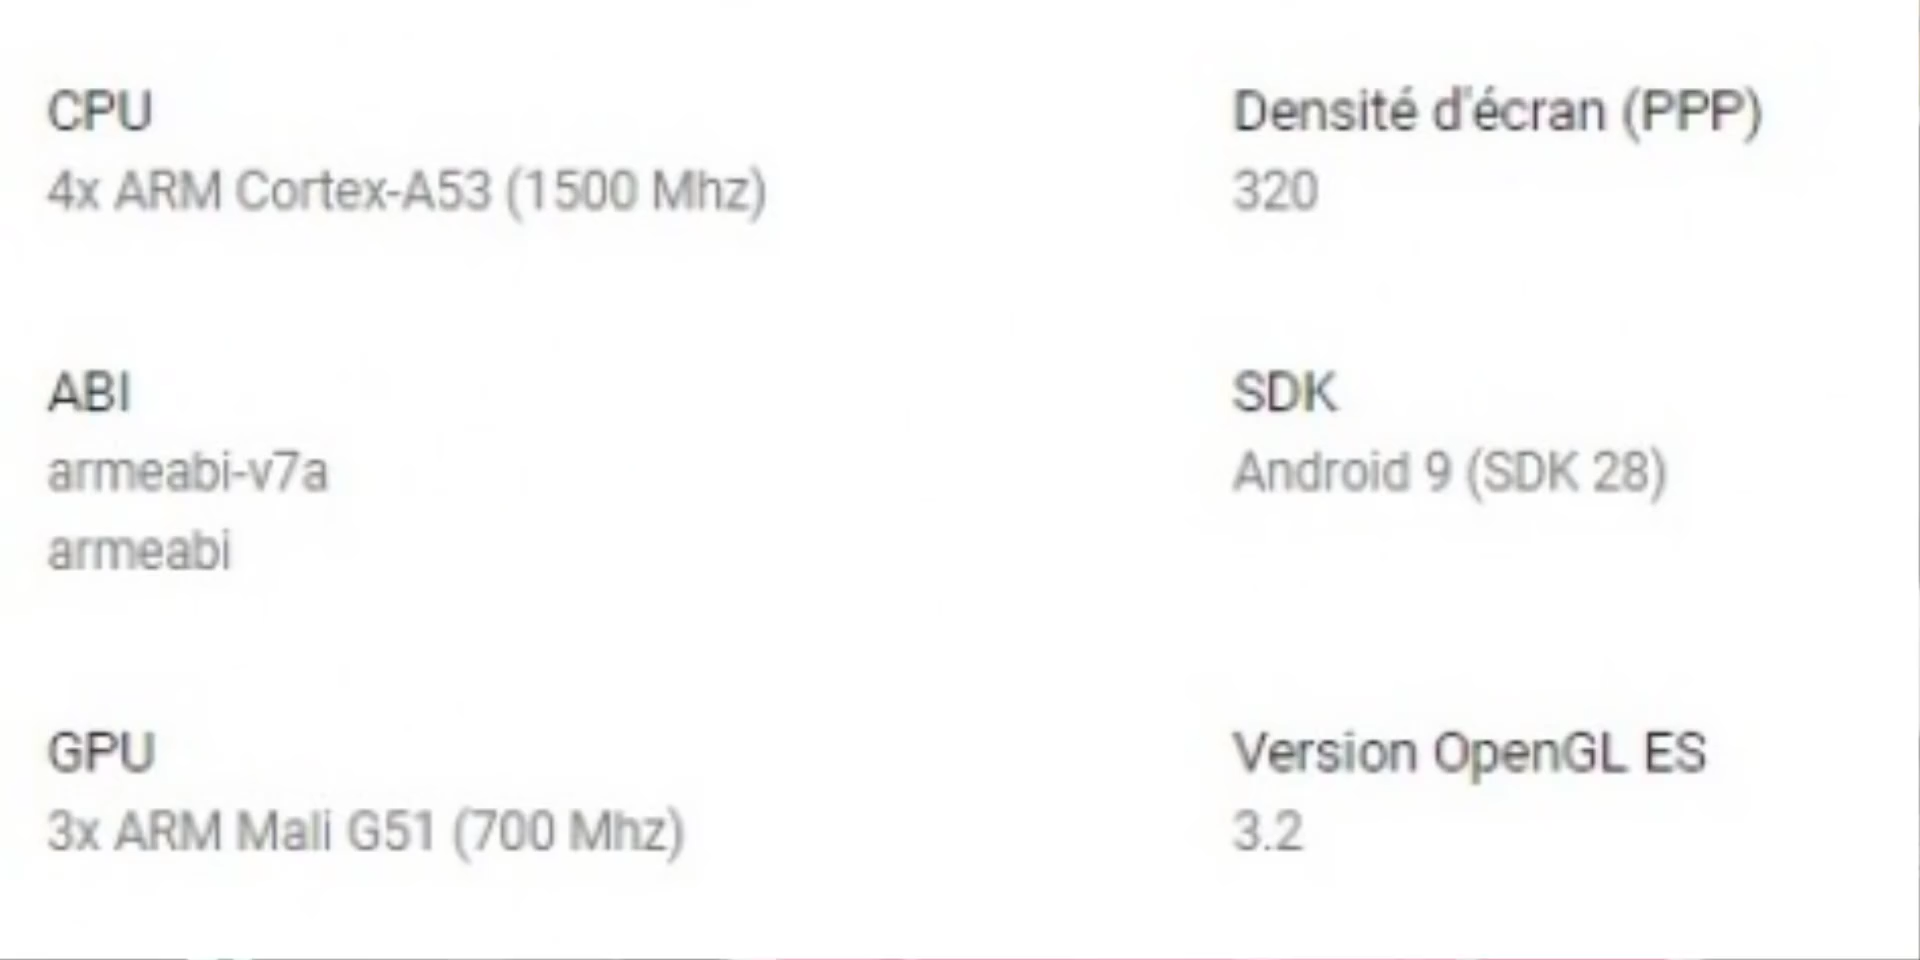 CPU
4x ARM Cortex-A53 (1500 Mhz)
Densité d'écran (PPP)
320
ABI
armeabi-v7a
armeabi
SDK
Android 9 (SDK 28)
GPU
3x ARM Mali G51 (700 Mhz)
Version OpenGL ES
3.2